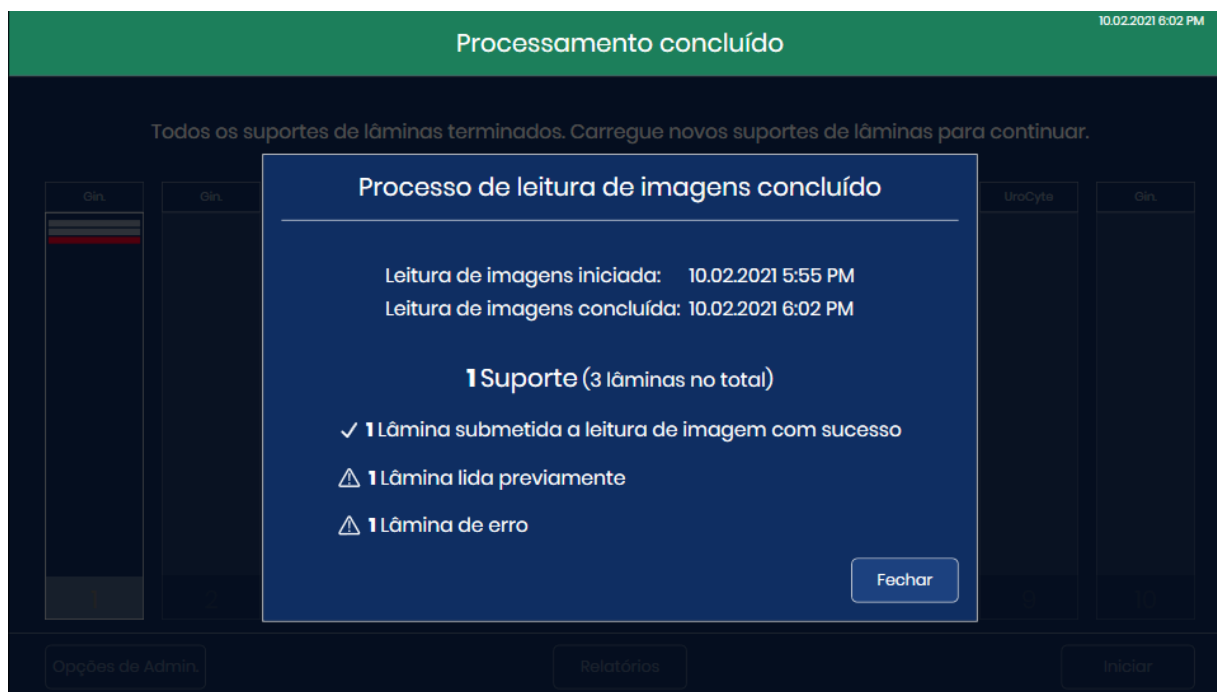 10.02.2021 6:02 PM
Processamento concluído
Todos os suportes de lâminas terminados. Carregue novos suportes de lâminas para continuar.
Gin.
Gin.
UroCyte
Gin.
Processo de leitura de imagens concluído
Leitura de imagens iniciada: 10.02.2021 5:55 PM
Leitura de imagens concluída: 10.02.2021 6:02 PM
1 Suporte (3 lâminas no total)
1 Lâmina submetida a leitura de imagem com sucesso
1 Lâmina lida previamente
1 Lâmina de erro
Fechar
1
2
9
10
Opções de Admin.
Relatórios
Iniciar